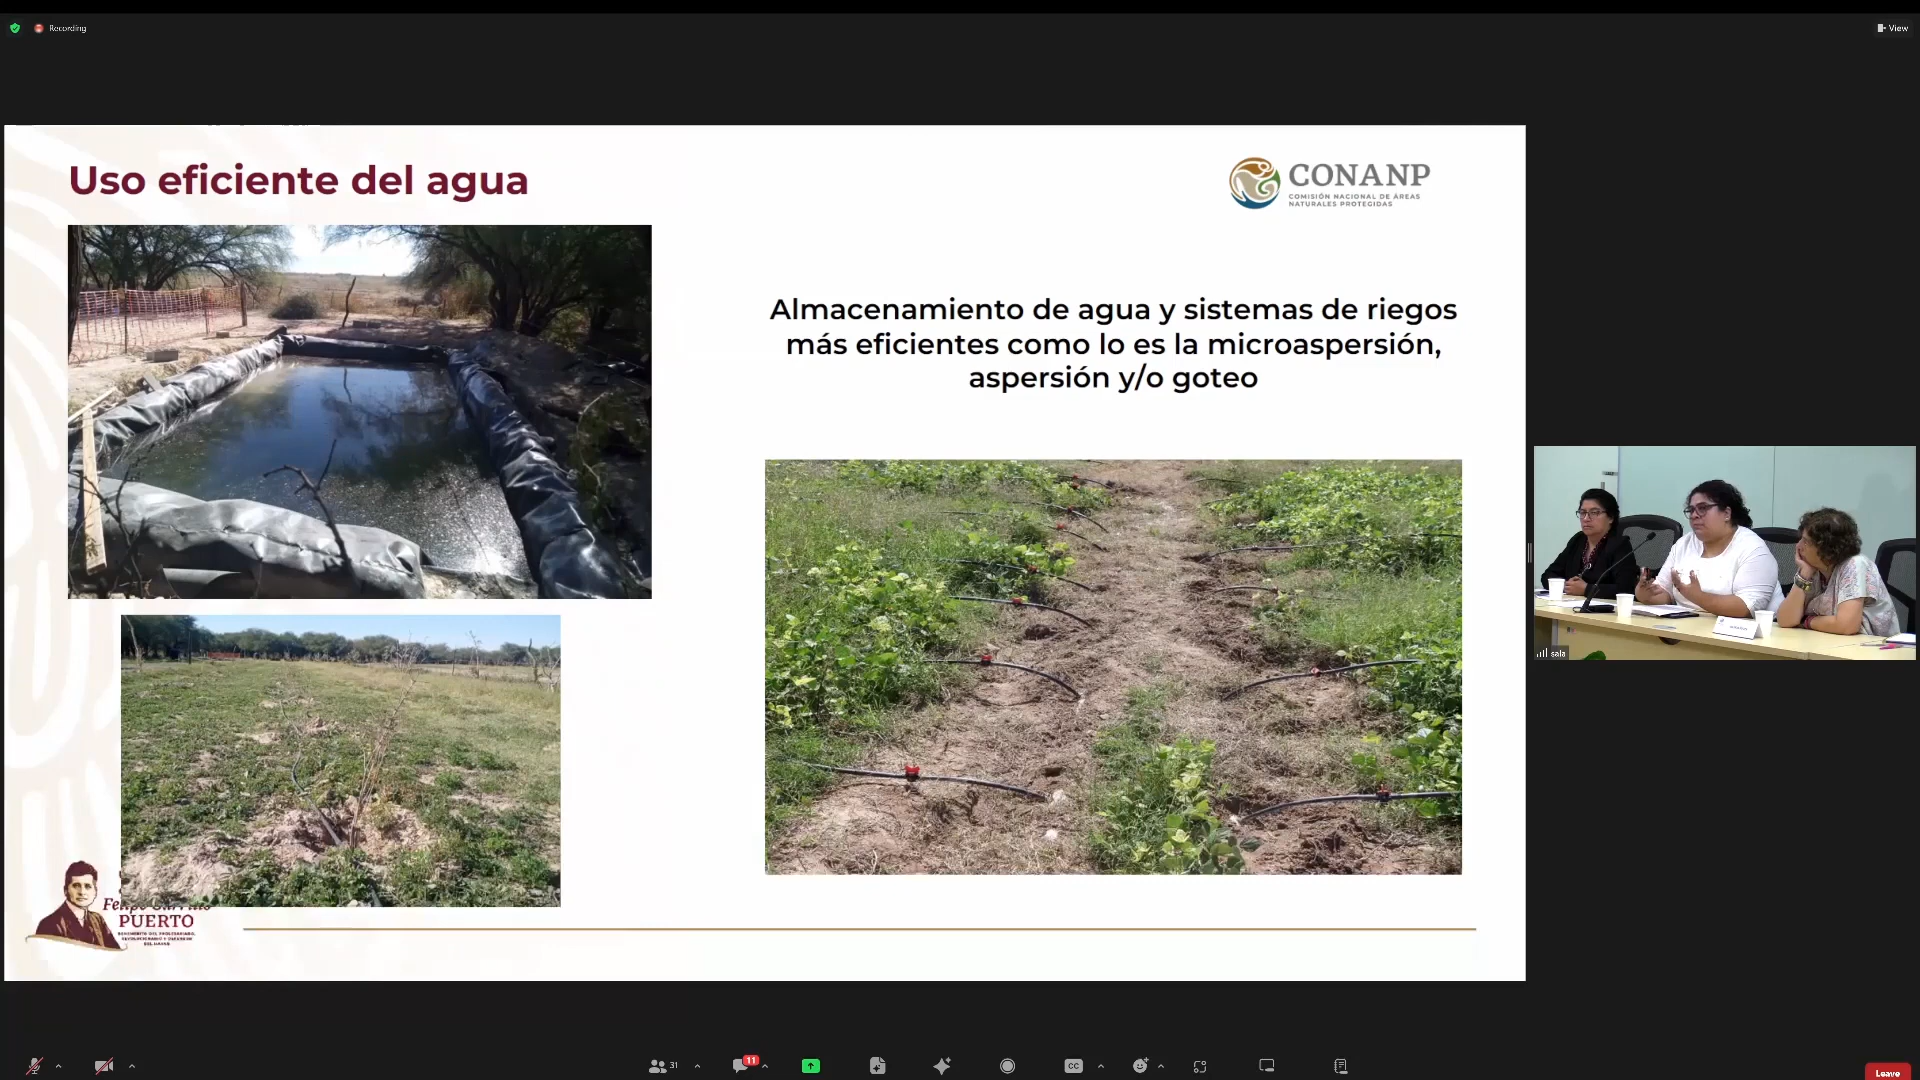 Recording
View
Uso eficiente del agua
CONANP
COMISIÓN NACIONAL DE ÁREAS
NATURALES PROTEGIDAS
Almacenamiento de agua y sistemas de riegos
más eficientes como lo es la microaspersión,
aspersión y/o goteo
sala
PUERTO
31
11
CC
Leave